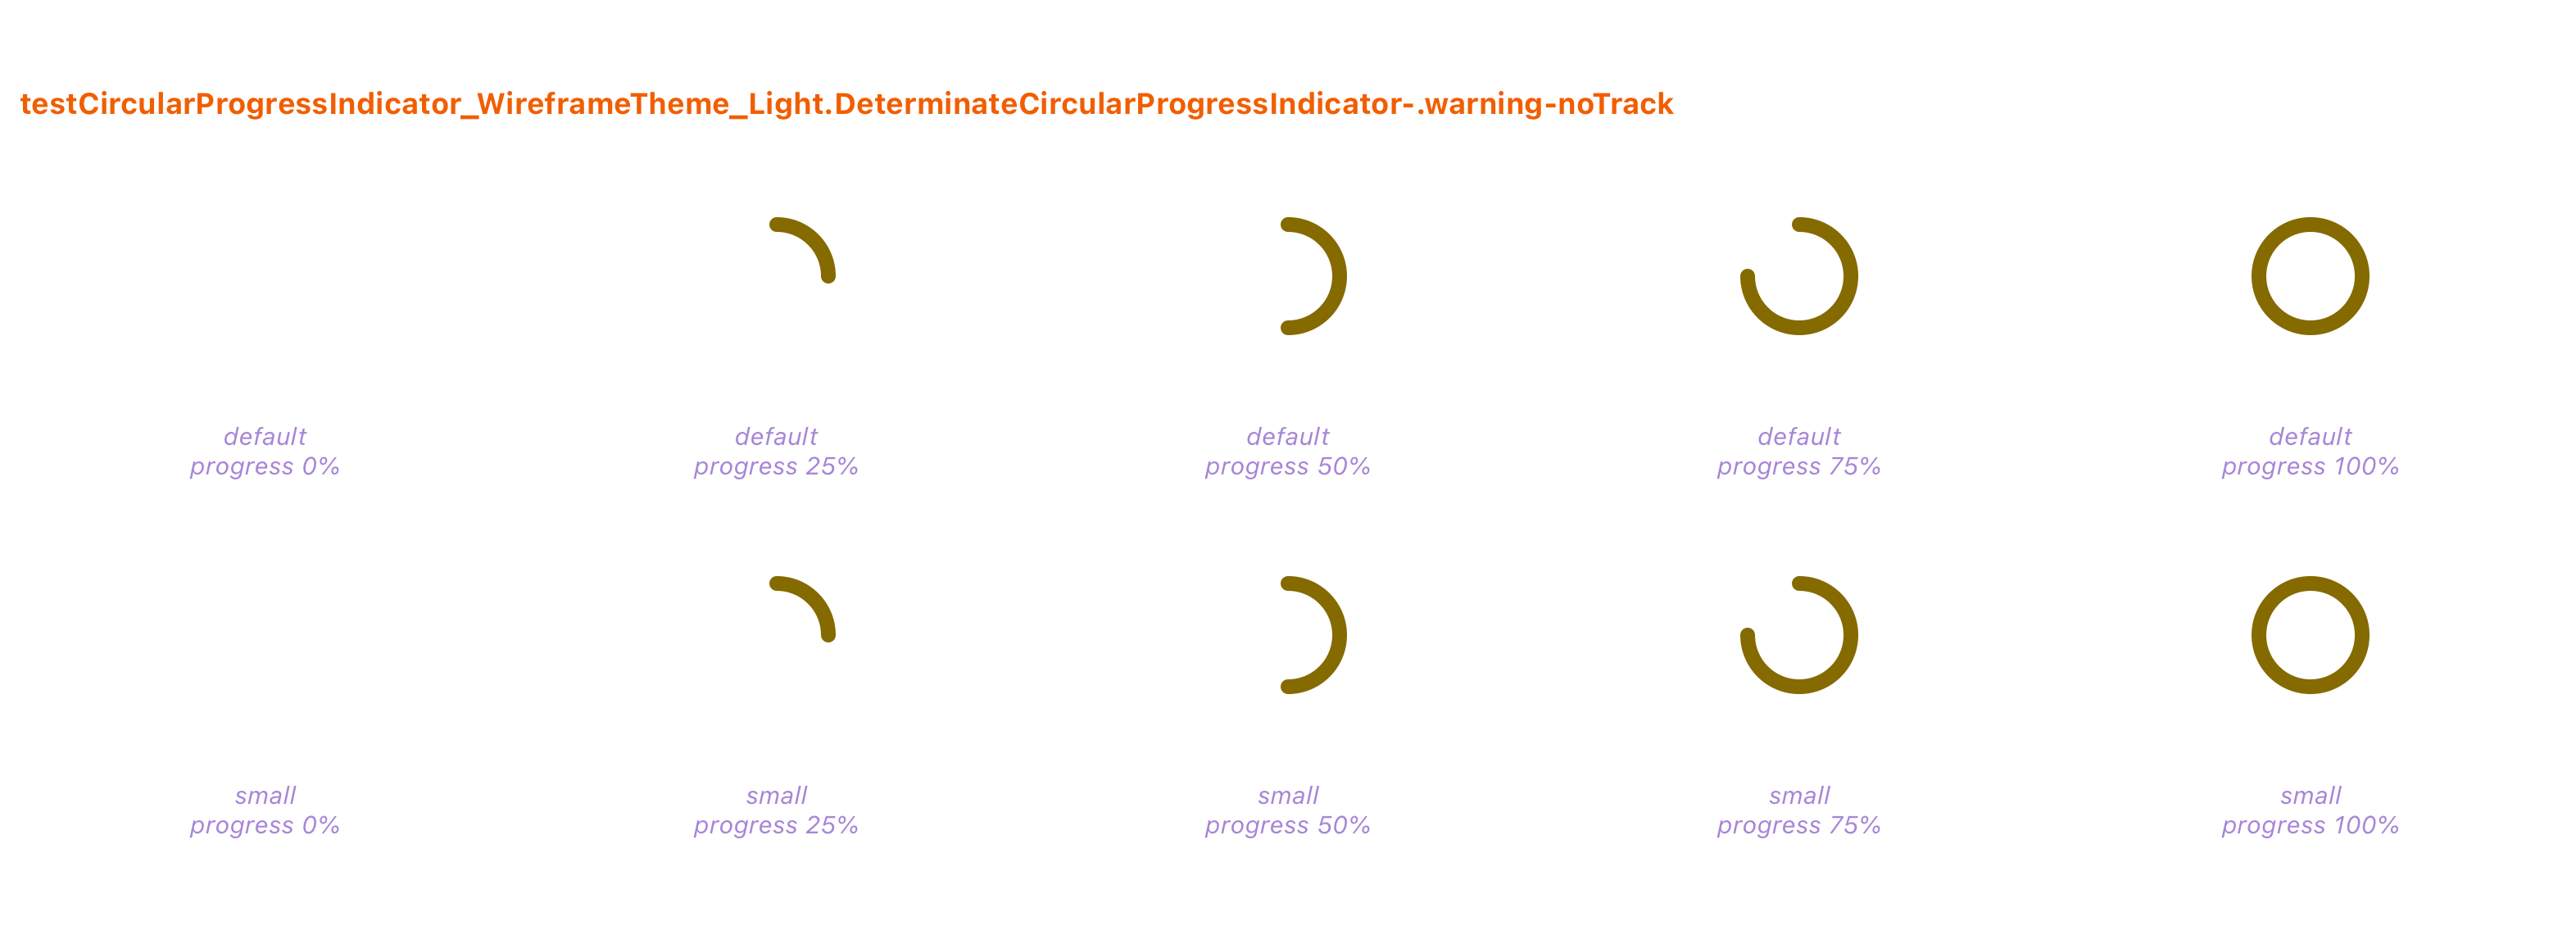 testCircularProgressIndicator_WireframeTheme_Light.DeterminateCircularProgressIndicator-.warning-noTrack
default default default default default
progress 0% progress 25% progress 50% progress 75% progress 100%
small small small small small
progress 0% progress 25% progress 50% progress 75% progress 100%